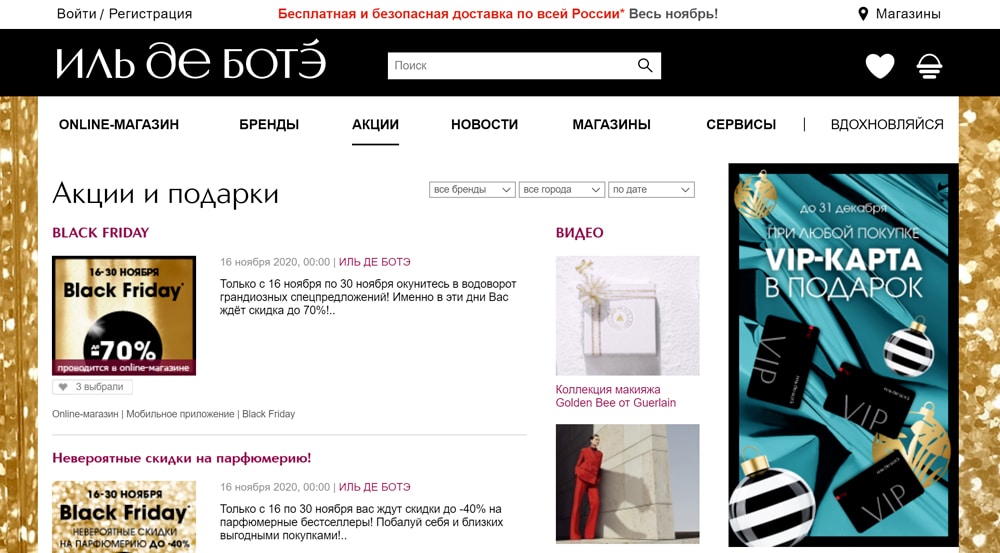 Войти / Регистрация
Бесплатная и безопасная доставка по всей России* Весь ноябрь!
Магазины
ИЛЬ ДЕ БОТЭ
Поиск
ONLINE-МАГАЗИН
БРЕНДЫ
АКЦИИ
НОВОСТИ
МАГАЗИНЫ
СЕРВИСЫ
|
ВДОХНОВЛЯЙСЯ
Акции и подарки
все бренды
все города
по дате
BLACK FRIDAY
16-30 НОЯБРЯ
Black Friday*
до -70%
проводится в online-магазине
16 ноября 2020, 00:00 | ИЛЬ ДЕ БОТЭ
Только с 16 ноября по 30 ноября окунитесь в водоворот
грандиозных спецпредложений! Именно в эти дни Вас
ждёт скидка до 70%!..
3 выбрали
Online-магазин | Мобильное приложение | Black Friday
Невероятные скидки на парфюмерию!
16-30 НОЯБРЯ
Black Friday*
НЕВЕРОЯТНЫЕ СКИДКИ
НА ПАРФЮМЕРИЮ ДО -40%
16 ноября 2020, 00:00 | ИЛЬ ДЕ БОТЭ
Только с 16 по 30 ноября вас ждут скидки до -40% на
парфюмерные бестселлеры! Побалуй себя и близких
выгодными покупками!..
ВИДЕО
Коллекция макияжа
Golden Bee от Guerlain
до 31 декабря
ПРИ ЛЮБОЙ ПОКУПКЕ
VIP-КАРТА
В ПОДАРОК
VIP
VIP
VIP